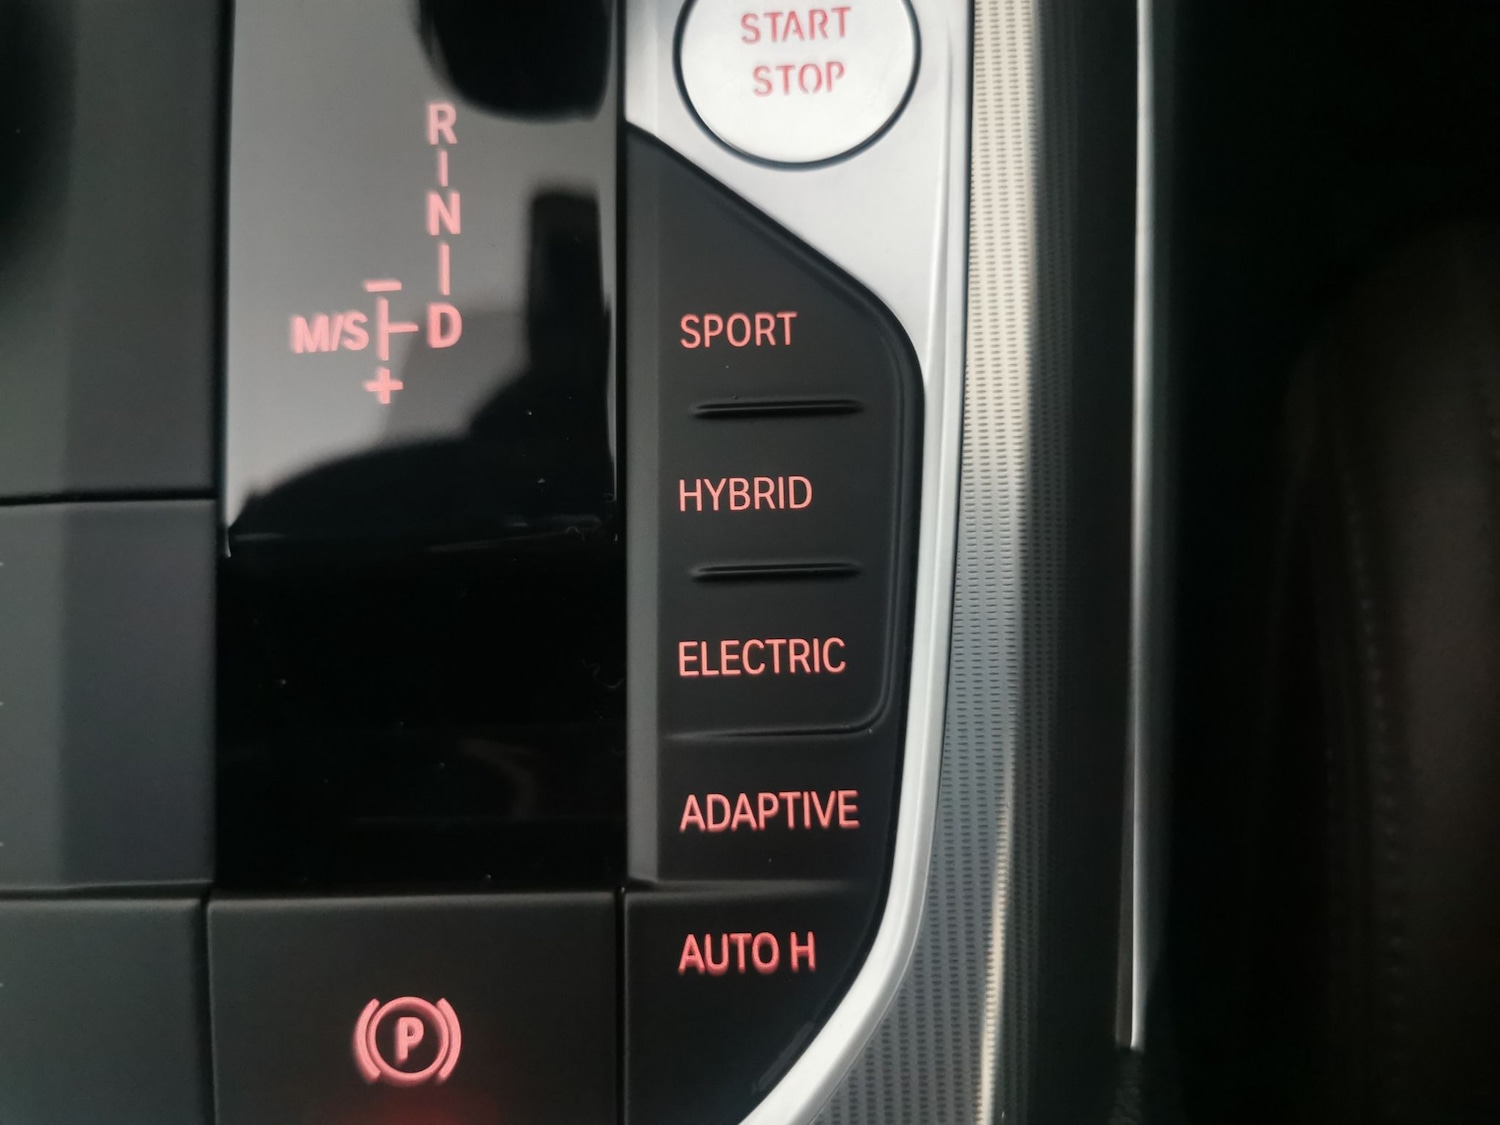 START
STOP
R
N
M/S
D
-
+
SPORT
HYBRID
ELECTRIC
ADAPTIVE
AUTO H
P